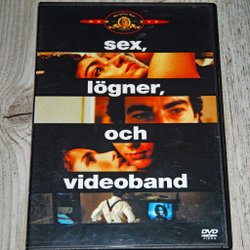 sex,
lögner,
och
videoband
DVD